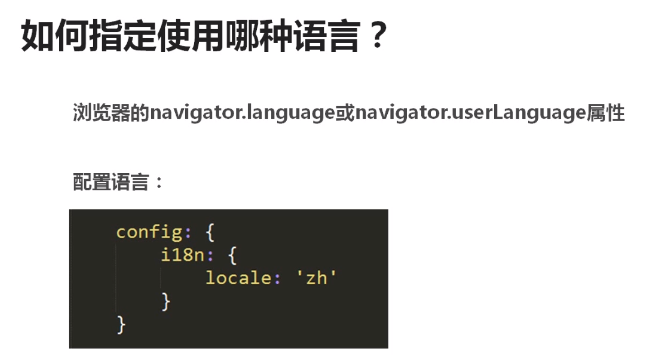 如何指定使用哪种语言？
浏览器的navigator.language或navigator.userLanguage属性
配置语言：
config: {
i18n: {
locale: 'zh'
}
}